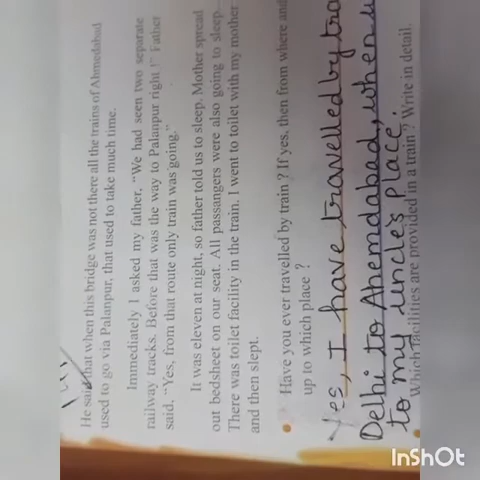 He said that when this bridge was not there all the trains of Ahmedabad
used to go via Palanpur, that used to take much time.
Immediately I asked my father, "We had seen two separate
railway tracks. Before that was the way to Palanpur right !" Father
said, "Yes, from that route only train was going."
It was eleven at night, so father told us to sleep. Mother spread
out bedsheet on our seat. All passangers were also going to sleep.
There was toilet facility in the train. I went to toilet with my mother
and then slept.
• Have you ever travelled by train ? If yes, then from where and
up to which place ?
Yes, I have travelled by
Delhi to Ahemdabad, when
to my uncle's place.
Which facilities are provided in a train ? Write in detail.
InShOt